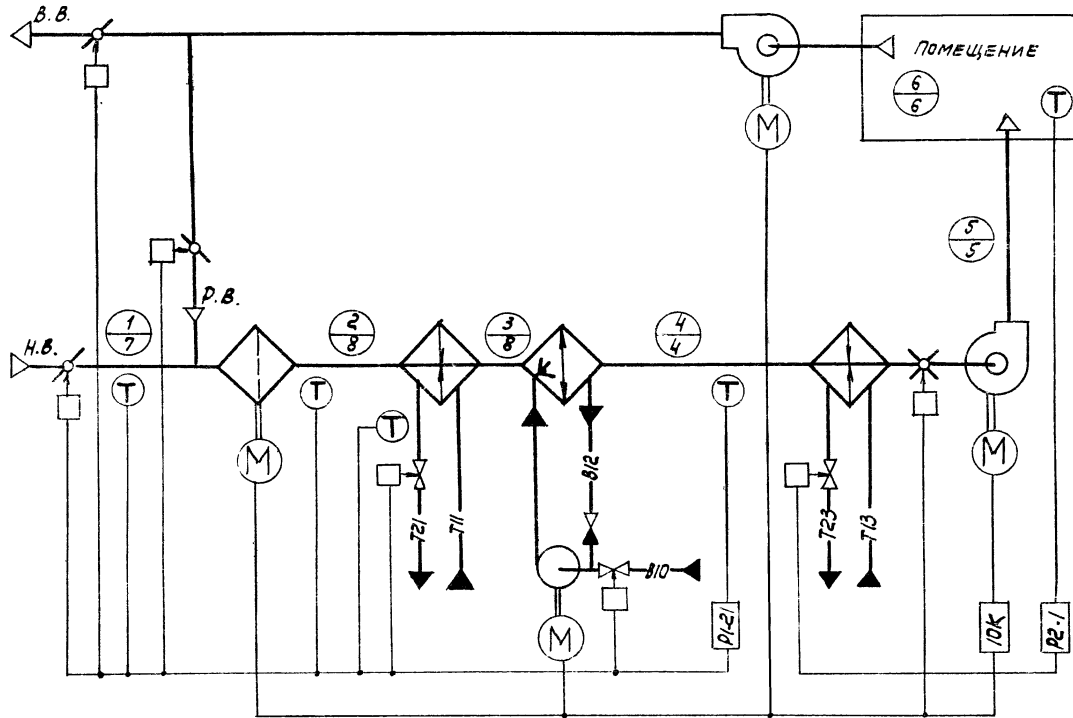 В.В.
ПОМЕЩЕНИЕ
6
6
Т
М
5
5
Р.В.
Н.В.
1
7
2
8
3
8
4
4
Т
Т
Т
Т
К
М
М
Т21
Т11
В12
Т23
Т13
В10
М
Р1-21
10К
Р2-1